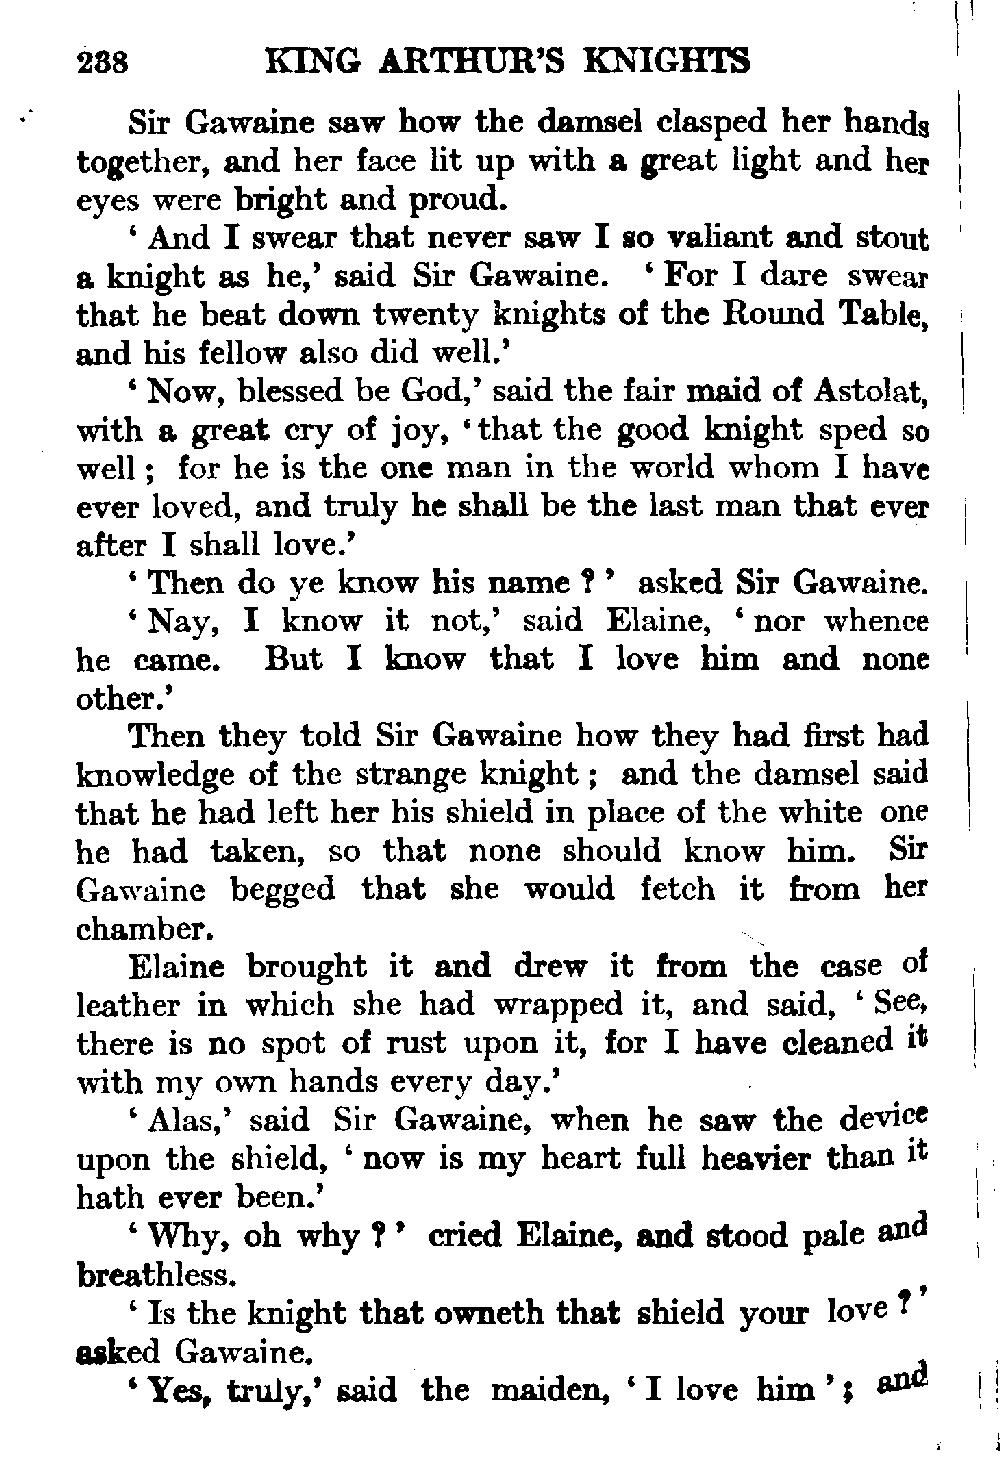 238 KING ARTHUR'S KNIGHTS
Sir Gawaine saw how the damsel clasped her hands
together, and her face lit up with a great light and her
eyes were bright and proud.
‘ And I swear that never saw I so valiant and stout
a knight as he,’ said Sir Gawaine. ‘ For I dare swear
that he beat down twenty knights of the Round Table,
and his fellow also did well.’
‘ Now, blessed be God,’ said the fair maid of Astolat,
with a great cry of joy, ‘ that the good knight sped so
well ; for he is the one man in the world whom I have
ever loved, and truly he shall be the last man that ever
after I shall love.’
‘ Then do ye know his name ? ’ asked Sir Gawaine.
‘ Nay, I know it not,’ said Elaine, ‘ nor whence
he came. But I know that I love him and none
other.’
Then they told Sir Gawaine how they had first had
knowledge of the strange knight ; and the damsel said
that he had left her his shield in place of the white one
he had taken, so that none should know him. Sir
Gawaine begged that she would fetch it from her
chamber.
Elaine brought it and drew it from the case of
leather in which she had wrapped it, and said, ‘ See,
there is no spot of rust upon it, for I have cleaned it
with my own hands every day.’
‘ Alas,’ said Sir Gawaine, when he saw the device
upon the shield, ‘ now is my heart full heavier than it
hath ever been.’
‘ Why, oh why ? ’ cried Elaine, and stood pale and
breathless.
‘ Is the knight that owneth that shield your love ? ’
asked Gawaine.
‘ Yes, truly,’ said the maiden, ‘ I love him ’ ; and